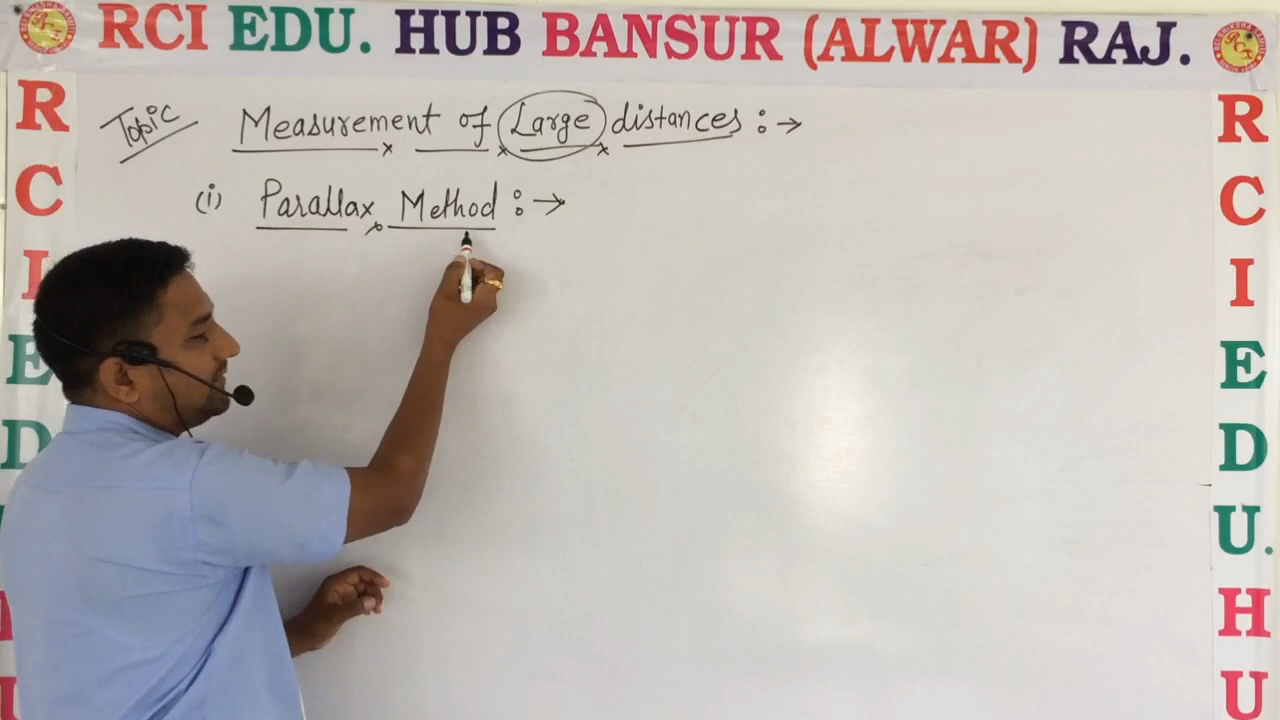 RCI EDU. HUB BANSUR (ALWAR) RAJ.
Topic Measurement of Large distances :→
(i) Parallax Method :→
R
C
I
E
D
R
C
I
E
D
U.
H
U